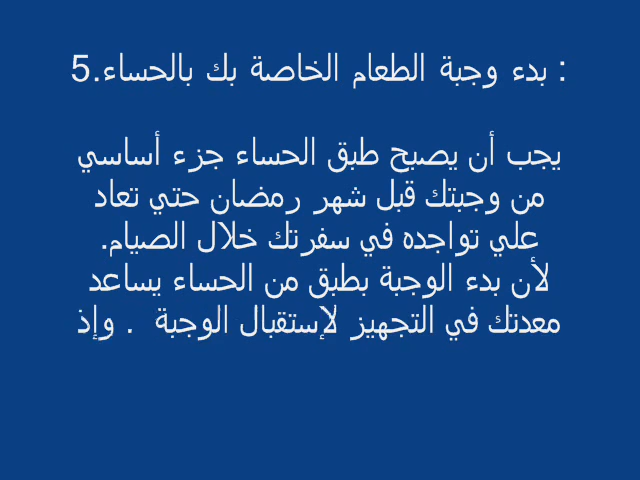 5.بدء وجبة الطعام الخاصة بك بالحساء :
يجب أن يصبح طبق الحساء جزء أساسي
من وجبتك قبل شهر رمضان حتي تعاد
علي تواجده في سفرتك خلال الصيام.
لأن بدء الوجبة بطبق من الحساء يساعد
معدتك في التجهيز لإستقبال الوجبة . وإذ